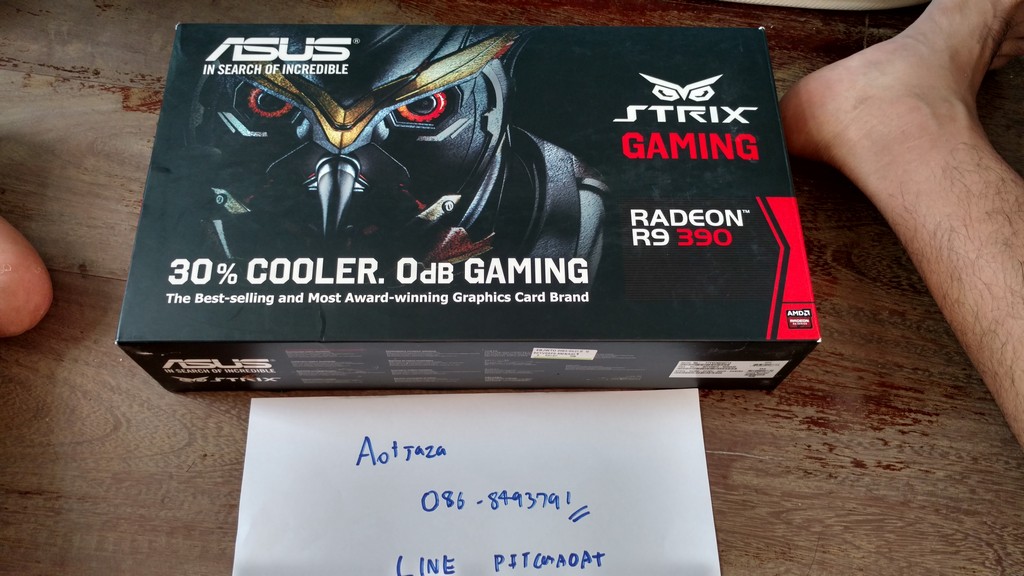 ASUS
IN SEARCH OF INCREDIBLE
STRIX
GAMING
RADEON™
R9 390
30% COOLER. 0dB GAMING
The Best-selling and Most Award-winning Graphics Card Brand
AMD
RADEON
ASUS
IN SEARCH OF INCREDIBLE
STRIX
Aotjaza
086-8493791
LINE